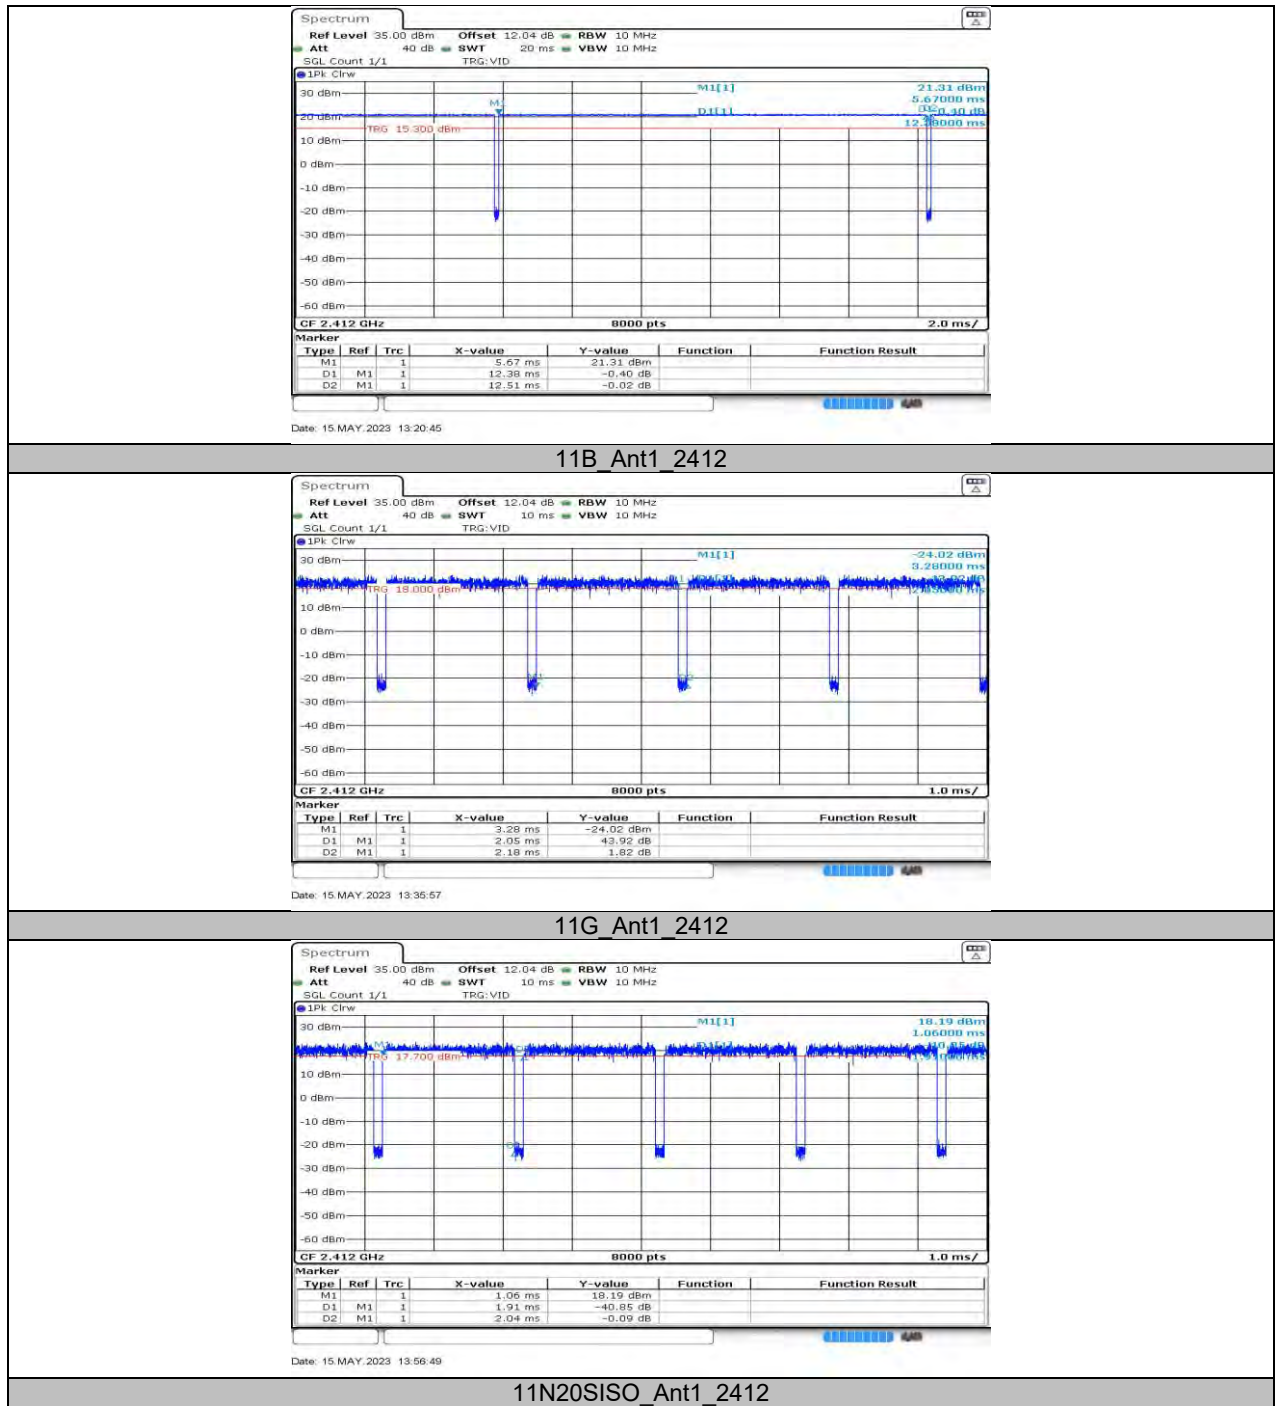 Spectrum
Ref Level 35.00 dBm Offset 12.04 dB RBW 10 MHz
Att 40 dB SWT 20 ms VBW 10 MHz
SGL Count 1/1 TRG:VID
1Pk Clrw
M1[1] 21.31 dBm
5.67000 ms
D1[1] -0.40 dB
30 dBm
M1
20 dBm
TRG 15.300 dBm
10 dBm
0 dBm
-10 dBm
-20 dBm
-30 dBm
-40 dBm
-50 dBm
-60 dBm
CF 2.412 GHz 8000 pts 2.0 ms/
Marker
Type Ref Trc X-value Y-value Function Function Result
M1 1 5.67 ms 21.31 dBm
D1 M1 1 12.38 ms -0.40 dB
D2 M1 1 12.51 ms -0.02 dB
Date: 15.MAY.2023 13:20:45
11B_Ant1_2412
Spectrum
Ref Level 35.00 dBm Offset 12.04 dB RBW 10 MHz
Att 40 dB SWT 10 ms VBW 10 MHz
SGL Count 1/1 TRG:VID
1Pk Clrw
M1[1] -24.02 dBm
3.28000 ms
30 dBm
TRG 18.000 dBm
10 dBm
0 dBm
-10 dBm
-20 dBm
-30 dBm
-40 dBm
-50 dBm
-60 dBm
CF 2.412 GHz 8000 pts 1.0 ms/
Marker
Type Ref Trc X-value Y-value Function Function Result
M1 1 3.28 ms -24.02 dBm
D1 M1 1 2.05 ms 43.92 dB
D2 M1 1 2.18 ms 1.82 dB
Date: 15.MAY.2023 13:35:57
11G_Ant1_2412
Spectrum
Ref Level 35.00 dBm Offset 12.04 dB RBW 10 MHz
Att 40 dB SWT 10 ms VBW 10 MHz
SGL Count 1/1 TRG:VID
1Pk Clrw
M1[1] 18.19 dBm
1.06000 ms
30 dBm
TRG 17.700 dBm
10 dBm
0 dBm
-10 dBm
-20 dBm
-30 dBm
-40 dBm
-50 dBm
-60 dBm
CF 2.412 GHz 8000 pts 1.0 ms/
Marker
Type Ref Trc X-value Y-value Function Function Result
M1 1 1.06 ms 18.19 dBm
D1 M1 1 1.91 ms -40.85 dB
D2 M1 1 2.04 ms -0.09 dB
Date: 15.MAY.2023 13:56:49
11N20SISO_Ant1_2412